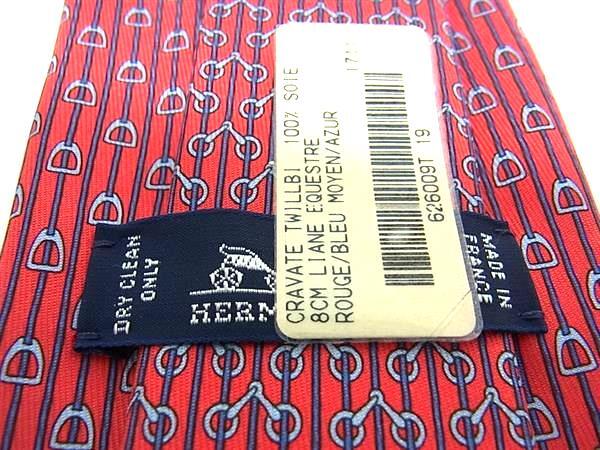 CRAVATE TWILLBI 100% SOIE
8CM LIANE EQUESTRE
ROUGE/BLEU MOYEN/AZUR
626009T 19
DRY CLEAN
ONLY
HERM
MADE IN
FRANCE